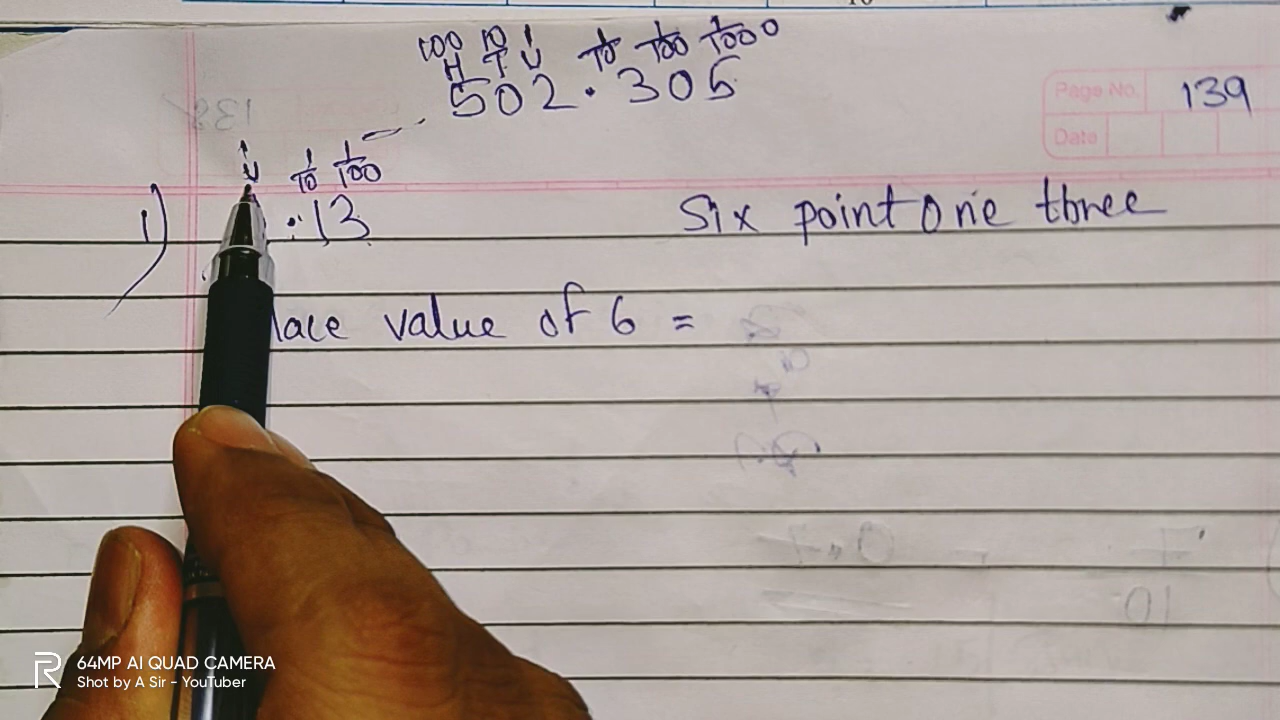 100 10 1 1/10 1/100 1/1000
H T U
502.305
Page No. 139
Date
1 U 1/10 1/100
1) .13 Six point One three
lace value of 6 =
64MP AI QUAD CAMERA
Shot by A Sir - YouTuber